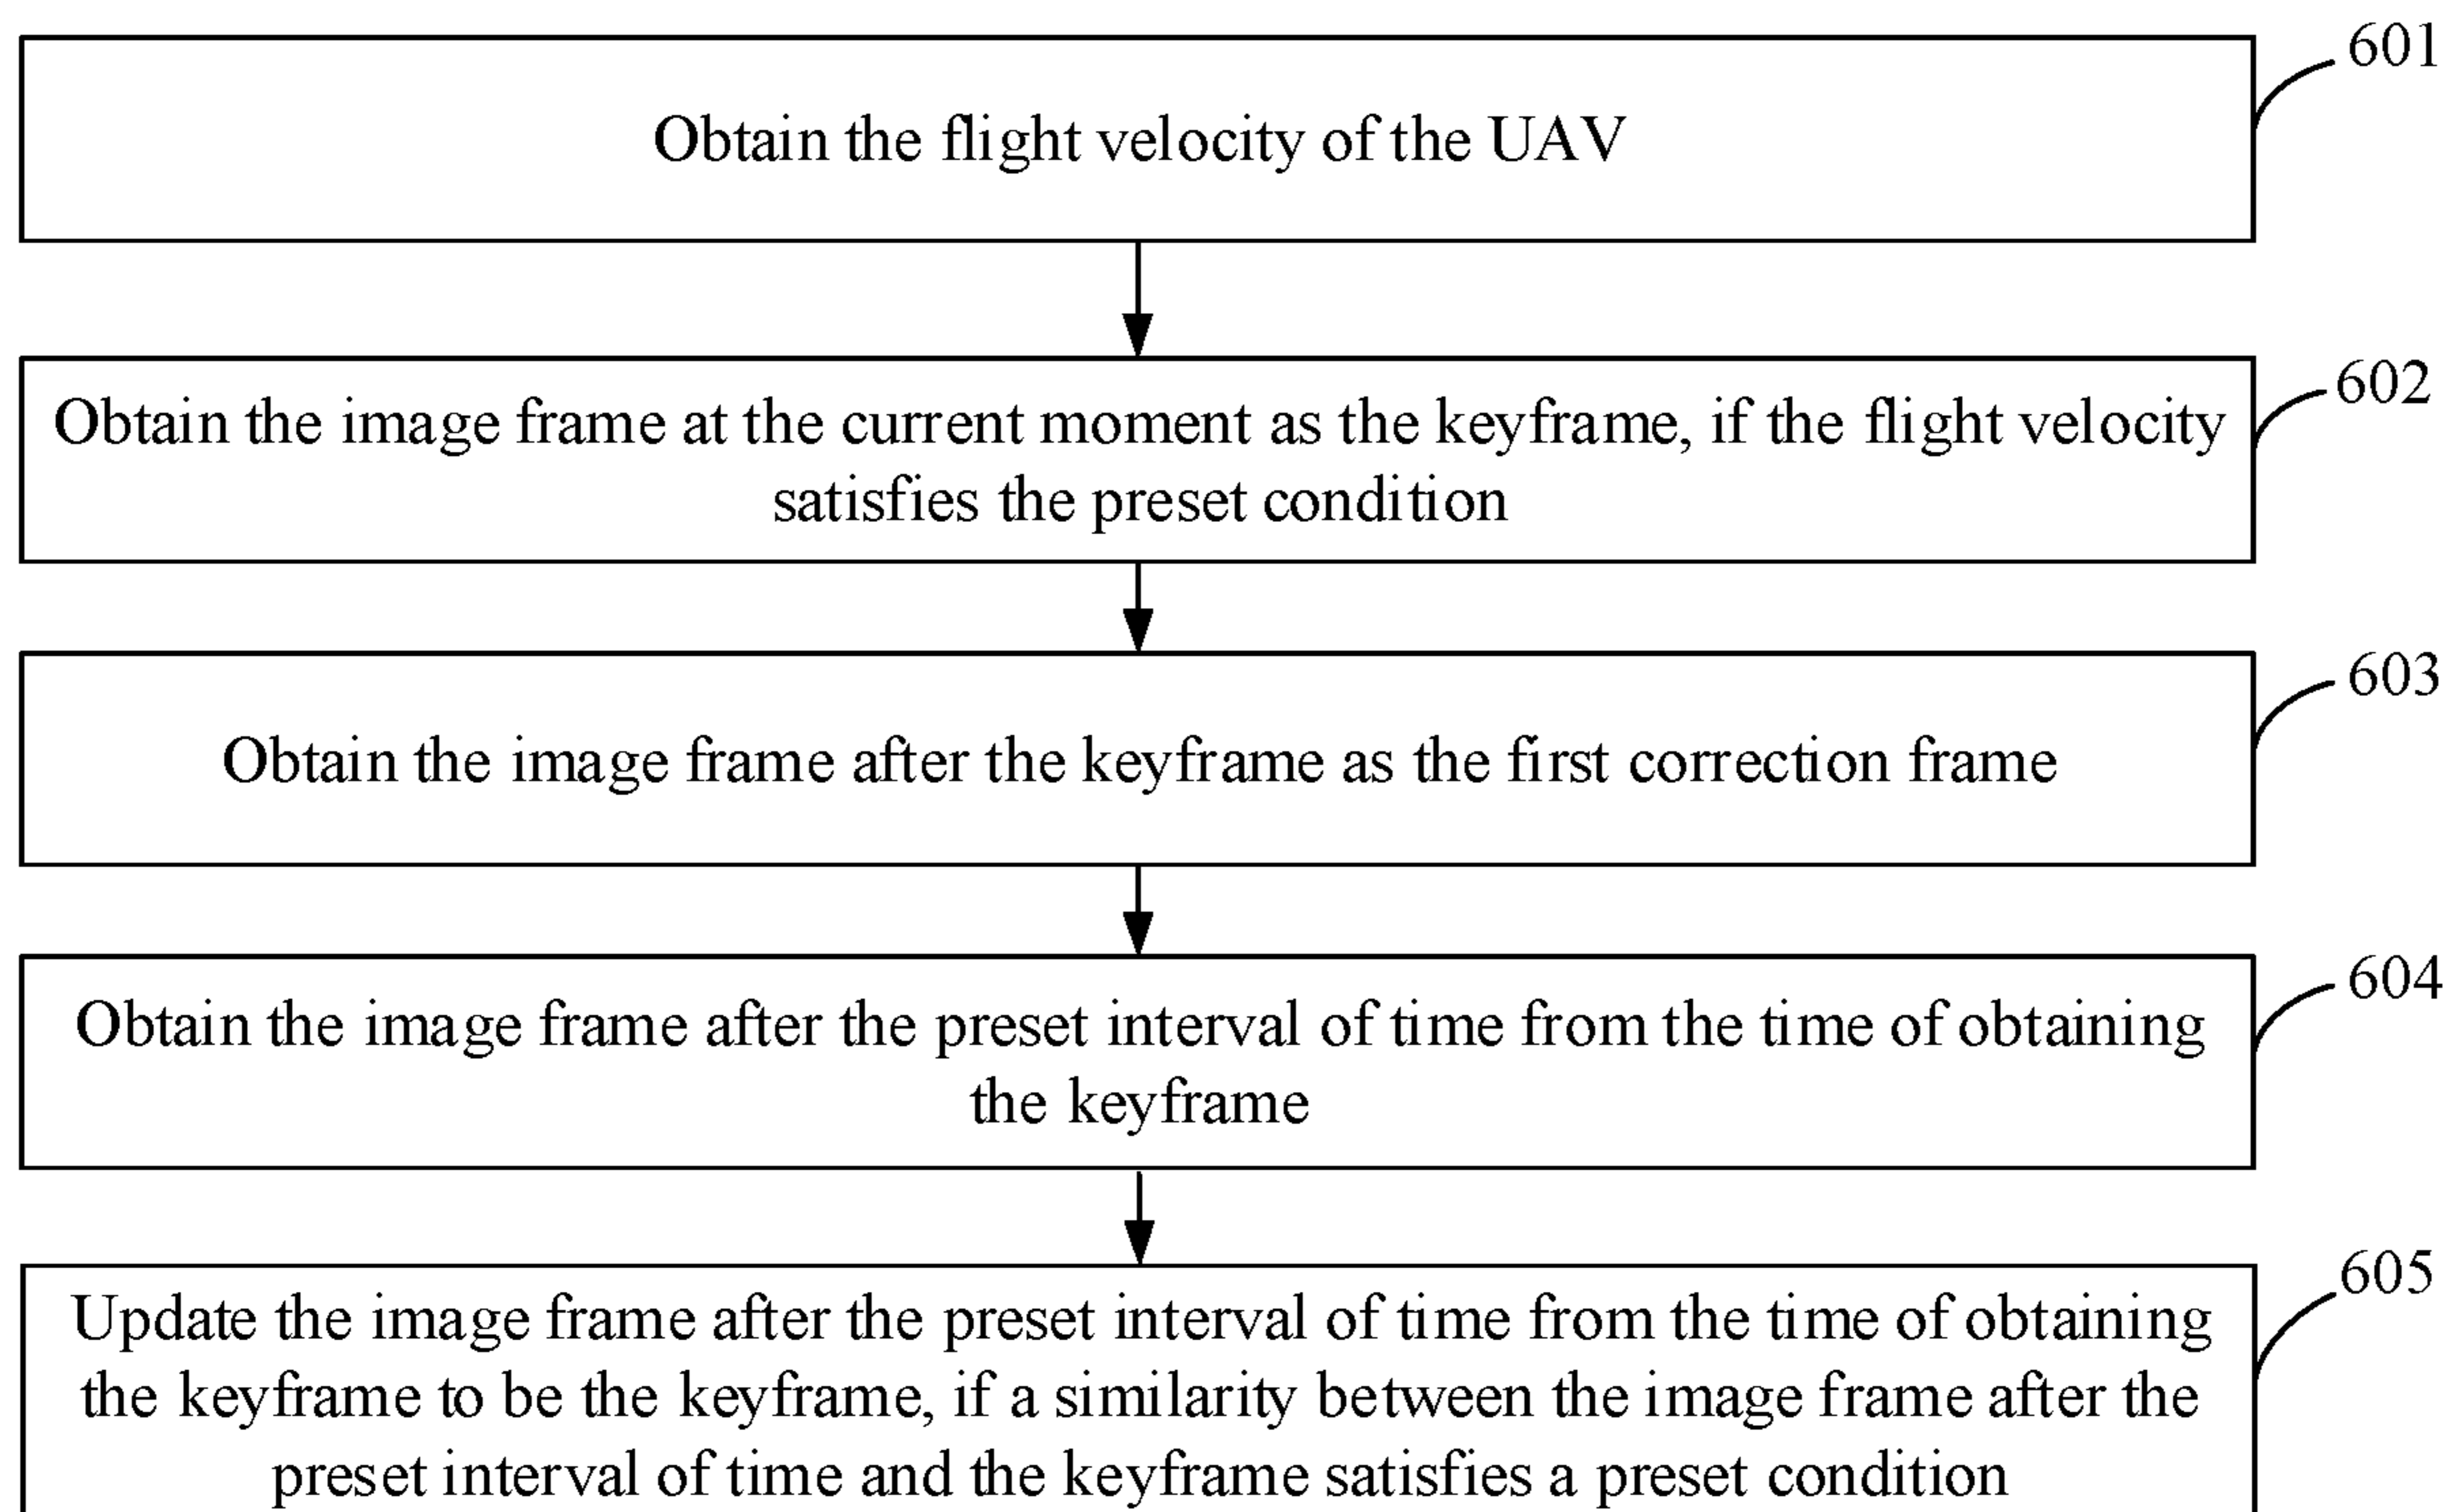 601
Obtain the flight velocity of the UAV
602
Obtain the image frame at the current moment as the keyframe, if the flight velocity
satisfies the preset condition
603
Obtain the image frame after the keyframe as the first correction frame
604
Obtain the image frame after the preset interval of time from the time of obtaining
the keyframe
605
Update the image frame after the preset interval of time from the time of obtaining
the keyframe to be the keyframe, if a similarity between the image frame after the
preset interval of time and the keyframe satisfies a preset condition